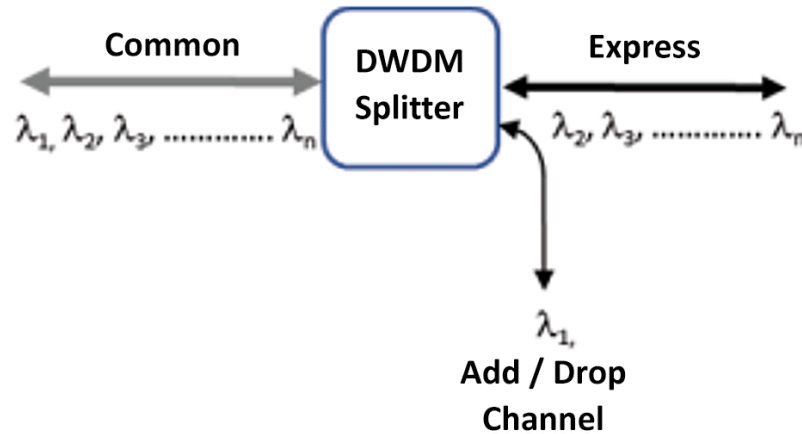 Common
DWDM
Splitter
Express
λ1, λ2, λ3, ............. λn
λ2, λ3, ............. λn
λ1,
Add / Drop
Channel